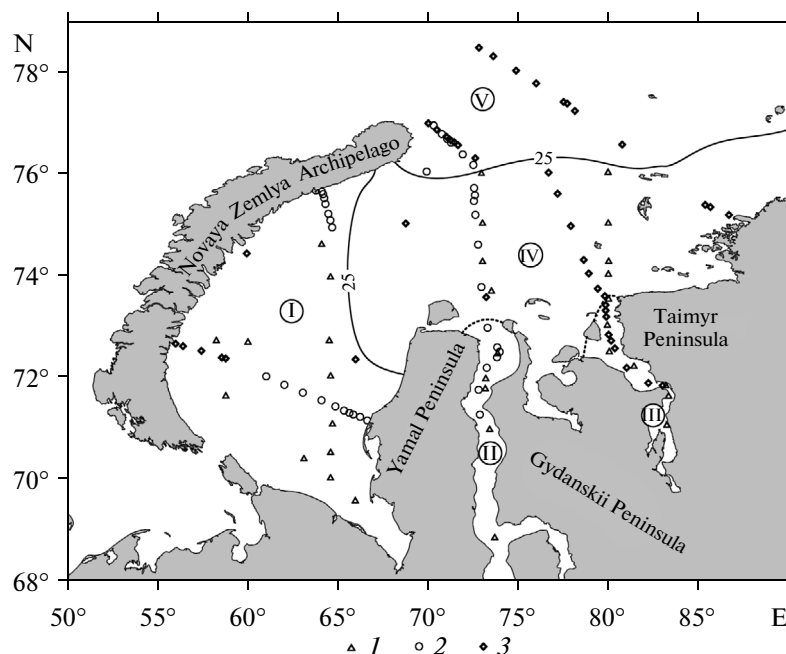 N
78°
76°
74°
72°
70°
68°
50° 55° 60° 65° 70° 75° 80° 85° E
Novaya Zemlya Archipelago
V
25
IV
25
I
Taimyr
Peninsula
Yamal Peninsula
III
II
Gydanskii Peninsula
1 2 3